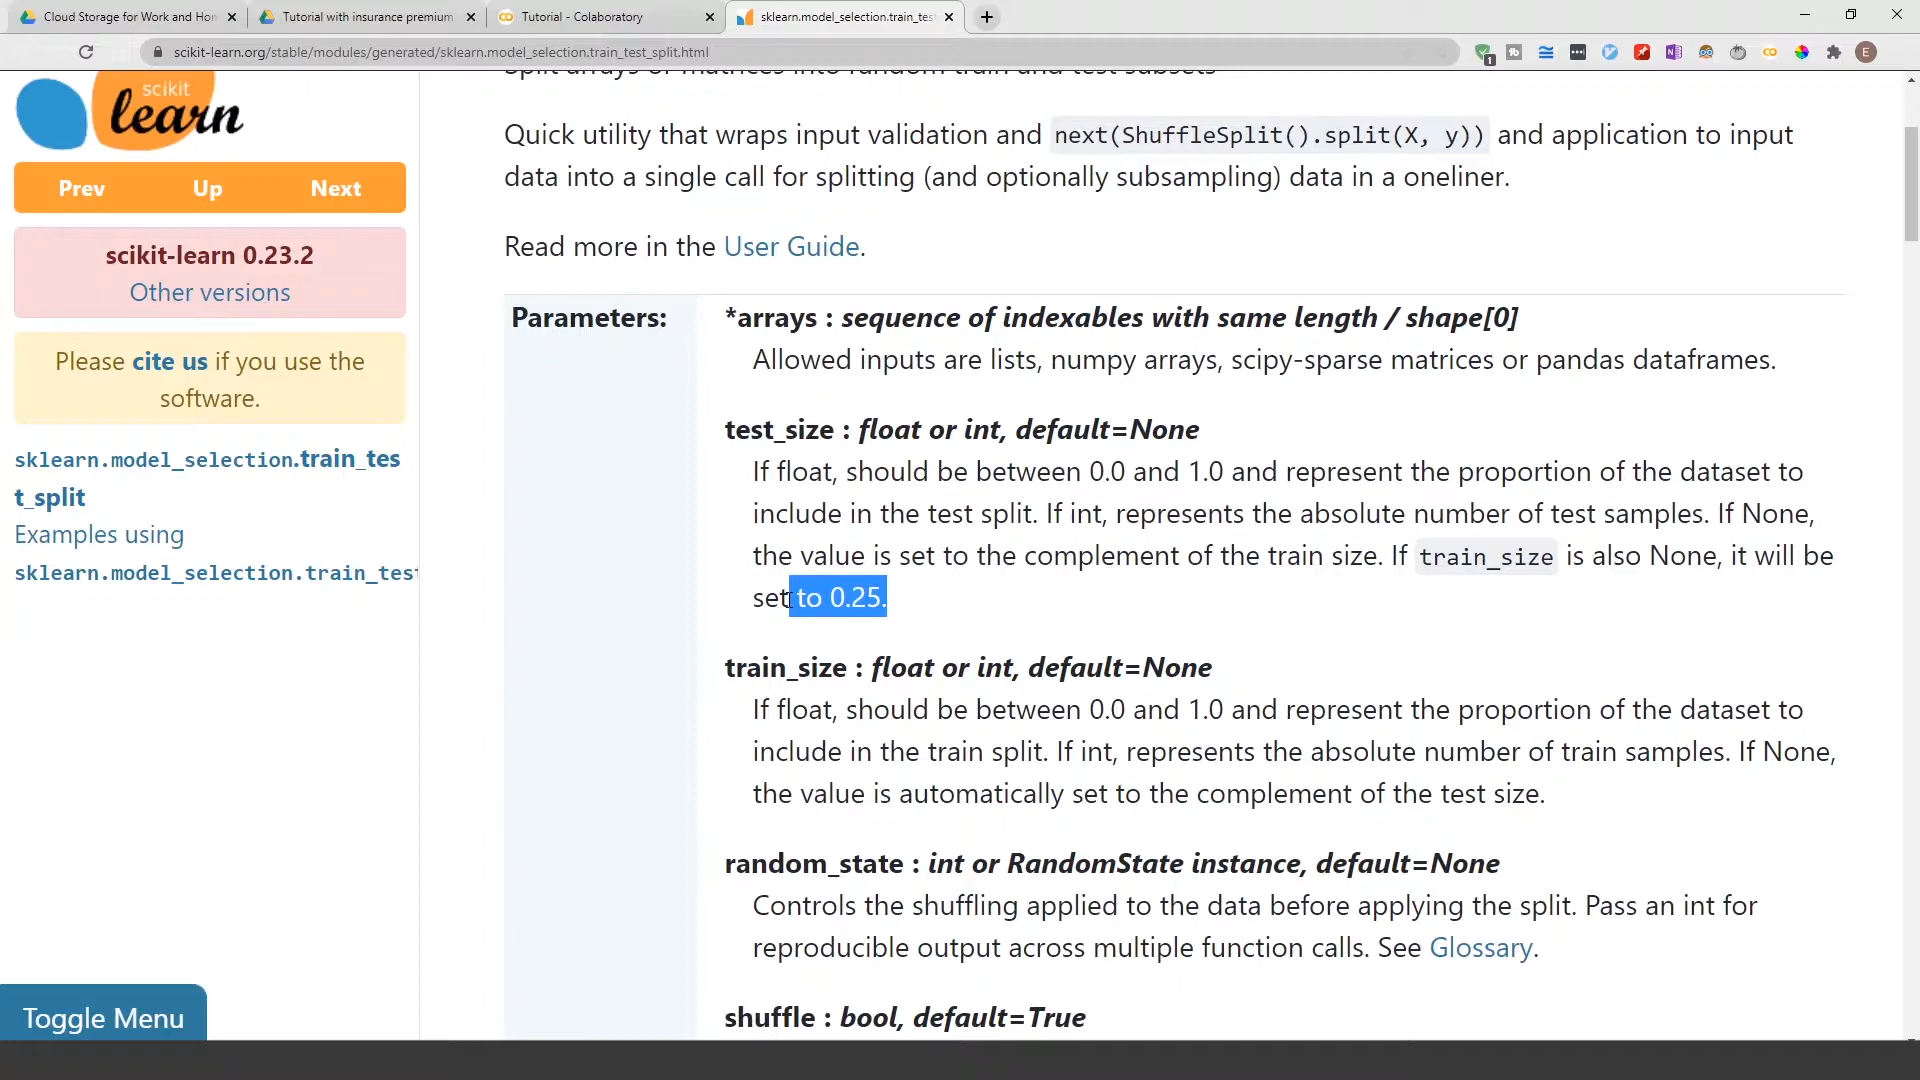 Cloud Storage for Work and Hom
Tutorial with insurance premium
Tutorial - Colaboratory
sklearn.model_selection.train_tes
scikit-learn.org/stable/modules/generated/sklearn.model_selection.train_test_split.html
1
E
scikit
learn
Prev Up Next
scikit-learn 0.23.2
Other versions
Please cite us if you use the
software.
sklearn.model_selection.train_tes
t_split
Examples using
sklearn.model_selection.train_test
Toggle Menu
Split arrays or matrices into random train and test subsets
Quick utility that wraps input validation and next(ShuffleSplit().split(X, y)) and application to input
data into a single call for splitting (and optionally subsampling) data in a oneliner.
Read more in the User Guide.
Parameters:
*arrays : sequence of indexables with same length / shape[0]
Allowed inputs are lists, numpy arrays, scipy-sparse matrices or pandas dataframes.
test_size : float or int, default=None
If float, should be between 0.0 and 1.0 and represent the proportion of the dataset to
include in the test split. If int, represents the absolute number of test samples. If None,
the value is set to the complement of the train size. If train_size is also None, it will be
set to 0.25.
train_size : float or int, default=None
If float, should be between 0.0 and 1.0 and represent the proportion of the dataset to
include in the train split. If int, represents the absolute number of train samples. If None,
the value is automatically set to the complement of the test size.
random_state : int or RandomState instance, default=None
Controls the shuffling applied to the data before applying the split. Pass an int for
reproducible output across multiple function calls. See Glossary.
shuffle : bool, default=True